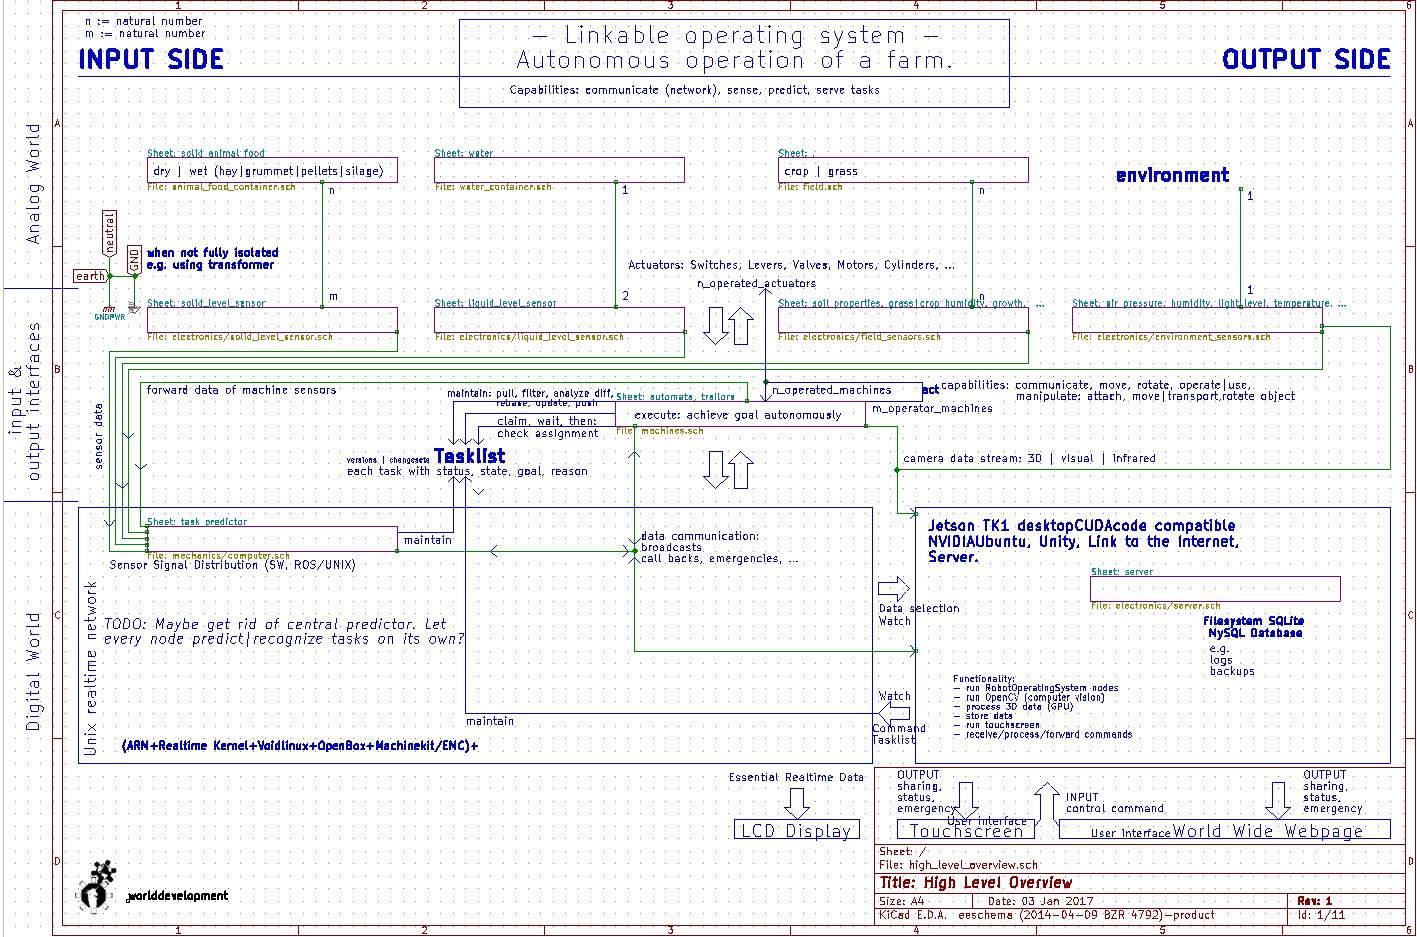 n := natural number
m := natural number
INPUT SIDE
— Linkable operating system —
Autonomous operation of a farm.
Capabilities: communicate (network), sense, predict, serve tasks
OUTPUT SIDE
Analog World
Sheet: solid animal food
dry | wet (hay|grummet|pellets|silage)
File: animal_food_container.sch
n
m
Sheet: water
File: water_container.sch
1
2
Sheet: .
crop | grass
File: field.sch
n
n
environment
1
1
neutral
GND
earth
GNDPWR
when not fully isolated
e.g. using transformer
Actuators: Switches, Levers, Valves, Motors, Cylinders, ...
n_operated_actuators
input &
output interfaces
Sheet: solid_level_sensor
File: electronics/solid_level_sensor.sch
Sheet: liquid_level_sensor
File: electronics/liquid_level_sensor.sch
Sheet: soil properties, grass|crop humidity, growth, ...
File: electronics/field_sensors.sch
Sheet: air pressure, humidity, light level, temperature, ...
File: electronics/environment_sensors.sch
forward data of machine sensors
sensor data
maintain: pull, filter, analyze diff,
rebase, update, push
claim, wait, then:
check assignment
Sheet: automata, trailors
n_operated_machines
execute: achieve goal autonomously
File: machines.sch
m_operator_machines
act
capabilities: communicate, move, rotate, operate|use,
manipulate: attach, move|transport,rotate object
versions | changesets
Tasklist
each task with status, state, goal, reason
camera data stream: 3D | visual | infrared
Digital World
Unix realtime network
Sheet: task predictor
File: mechanics/computer.sch
maintain
Sensor Signal Distribution (SW, ROS/UNIX)
data communication:
broadcasts
call backs, emergencies, ...
TODO: Maybe get rid of central predictor. Let
every node predict|recognize tasks on its own?
maintain
(ARM+Realtime Kernel+Voidlinux+OpenBox+Machinekit/EMC)+
Data selection
Watch
Watch
Command
Tasklist
Jetson TK1 desktopCUDAcode compatible
NVIDIAUbuntu, Unity, Link to the Internet,
Server.
Sheet: server
File: electronics/server.sch
Filesystem SQLite
MySQL Database
e.g.
logs
backups
Functionality:
— run RobotOperatingSystem nodes
— run OpenCV (computer vision)
— process 3D data (GPU)
— store data
— run touchscreen
— receive/process/forward commands
Essential Realtime Data
LCD Display
OUTPUT
sharing,
status,
emergency
User Interface
Touchscreen
INPUT
control command
OUTPUT
sharing,
status,
emergency
User Interface World Wide Webpage
worlddevelopment
Sheet: /
File: high_level_overview.sch
Title: High Level Overview
Size: A4
Date: 03 Jan 2017
Rev: 1
KiCad E.D.A. eeschema (2014-04-09 BZR 4792)-product
Id: 1/11